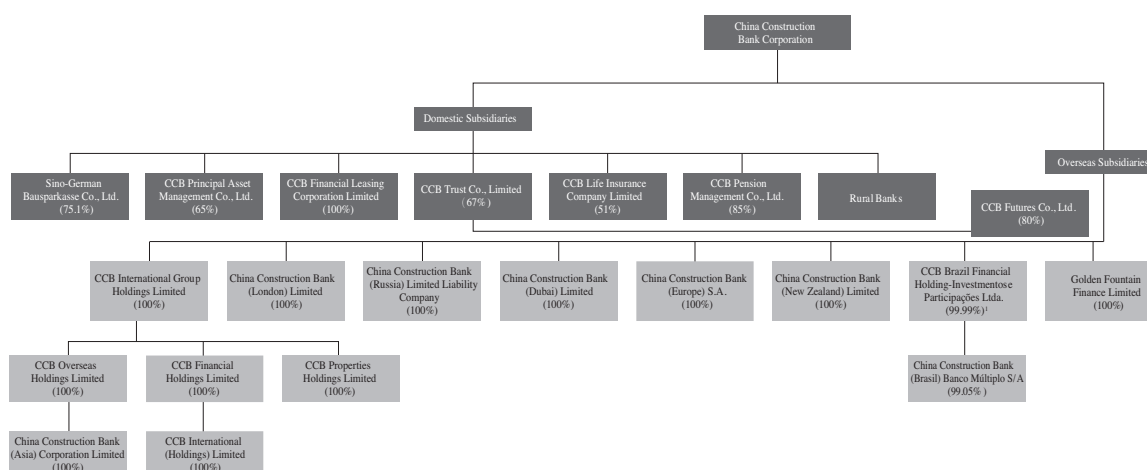 China Construction
Bank Corporation
Domestic Subsidiaries
Overseas Subsidiaries
Sino-German
Bausparkasse Co., Ltd.
(75.1%)
CCB Principal Asset
Management Co., Ltd.
(65%)
CCB Financial Leasing
Corporation Limited
(100%)
CCB Trust Co., Limited
(67%)
CCB Life Insurance
Company Limited
(51%)
CCB Pension
Management Co., Ltd.
(85%)
Rural Banks
CCB Futures Co., Ltd.
(80%)
CCB International Group
Holdings Limited
(100%)
China Construction Bank
(London) Limited
(100%)
China Construction Bank
(Russia) Limited Liability
Company
(100%)
China Construction Bank
(Dubai) Limited
(100%)
China Construction Bank
(Europe) S.A.
(100%)
China Construction Bank
(New Zealand) Limited
(100%)
CCB Brazil Financial
Holding-Investmentose
Participações Ltda.
(99.99%)¹
Golden Fountain
Finance Limited
(100%)
CCB Overseas
Holdings Limited
(100%)
CCB Financial
Holdings Limited
(100%)
CCB Properties
Holdings Limited
(100%)
China Construction Bank
(Brasil) Banco Múltiplo S/A
(99.05%)
China Construction Bank
(Asia) Corporation Limited
(100%)
CCB International
(Holdings) Limited
(100%)